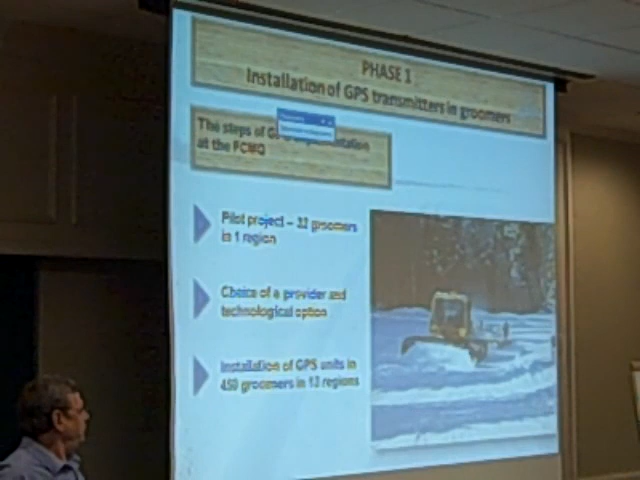 PHASE 1
Installation of GPS transmitters in groomers
The steps of
at the FCMQ
Pilot project – 32 groomers
in 1 region
Choice of a provider and
technological option
Installation of GPS units in
450 groomers in 13 regions